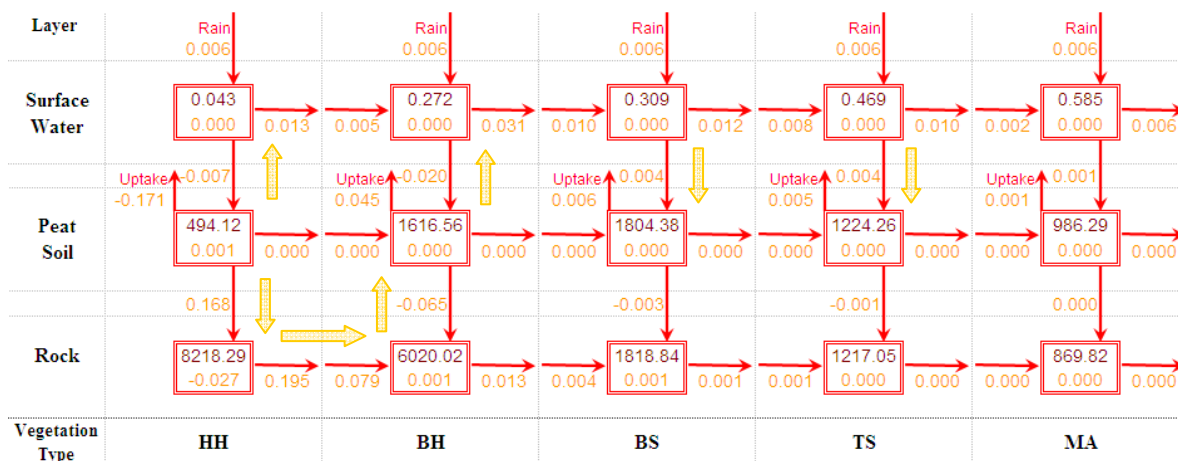 Layer Rain Rain Rain Rain Rain
0.006 0.006 0.006 0.006 0.006
Surface 0.043 0.272 0.309 0.469 0.585
Water 0.000 0.013 0.005 0.000 0.031 0.010 0.000 0.012 0.008 0.000 0.010 0.002 0.000 0.006
Uptake -0.007 Uptake -0.020 Uptake 0.004 Uptake 0.004 Uptake 0.001
-0.171 0.045 0.006 0.005 0.001
Peat 494.12 1616.56 1804.38 1224.26 986.29
Soil 0.001 0.000 0.000 0.000 0.000 0.000 0.000 0.000 0.000 0.000 0.000 0.000 0.000 0.000
0.168 -0.065 -0.003 -0.001 0.000
Rock 8218.29 6020.02 1818.84 1217.05 869.82
-0.027 0.195 0.079 0.001 0.013 0.004 0.001 0.001 0.001 0.000 0.000 0.000 0.000 0.000
Vegetation
Type HH BH BS TS MA